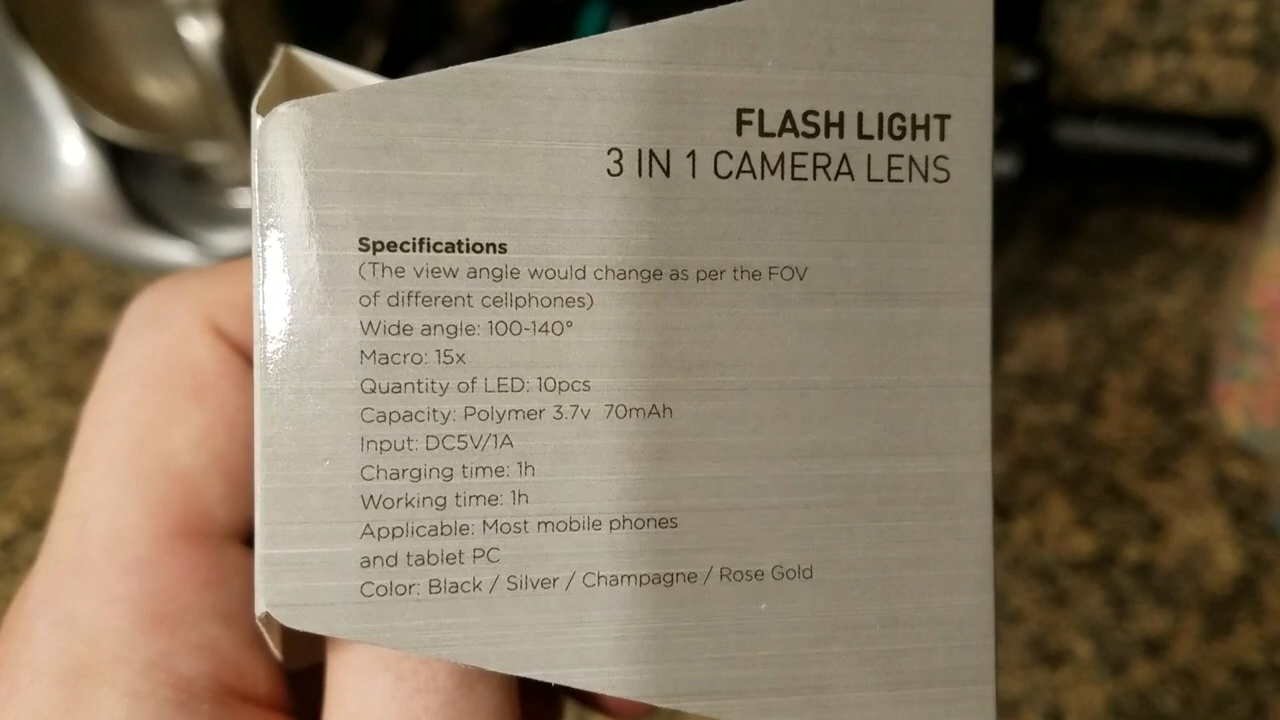 FLASH LIGHT
3 IN 1 CAMERA LENS
Specifications
(The view angle would change as per the FOV
of different cellphones)
Wide angle: 100-140°
Macro: 15x
Quantity of LED: 10pcs
Capacity: Polymer 3.7v 70mAh
Input: DC5V/1A
Charging time: 1h
Working time: 1h
Applicable: Most mobile phones
and tablet PC
Color: Black / Silver / Champagne / Rose Gold